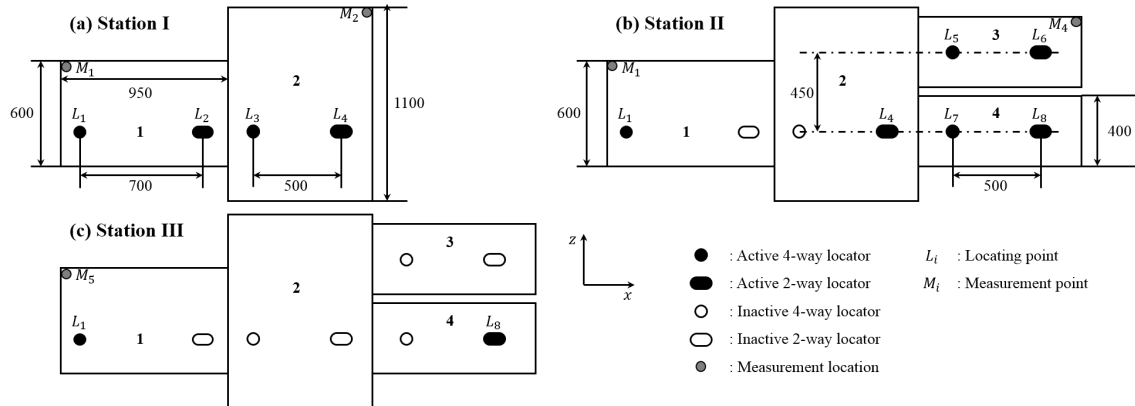 (a) Station I
M₁
M₂
950
2
600
1100
L₁
1
L₂
L₃
L₄
700
500
(b) Station II
L₅
3
L₆
M₄
M₁
2
450
600
L₁
1
L₄
L₇
4
L₈
400
500
(c) Station III
M₅
2
3
L₁
1
4
L₈
z
x
: Active 4-way locator
: Active 2-way locator
: Inactive 4-way locator
: Inactive 2-way locator
: Measurement location
Lᵢ : Locating point
Mᵢ : Measurement point